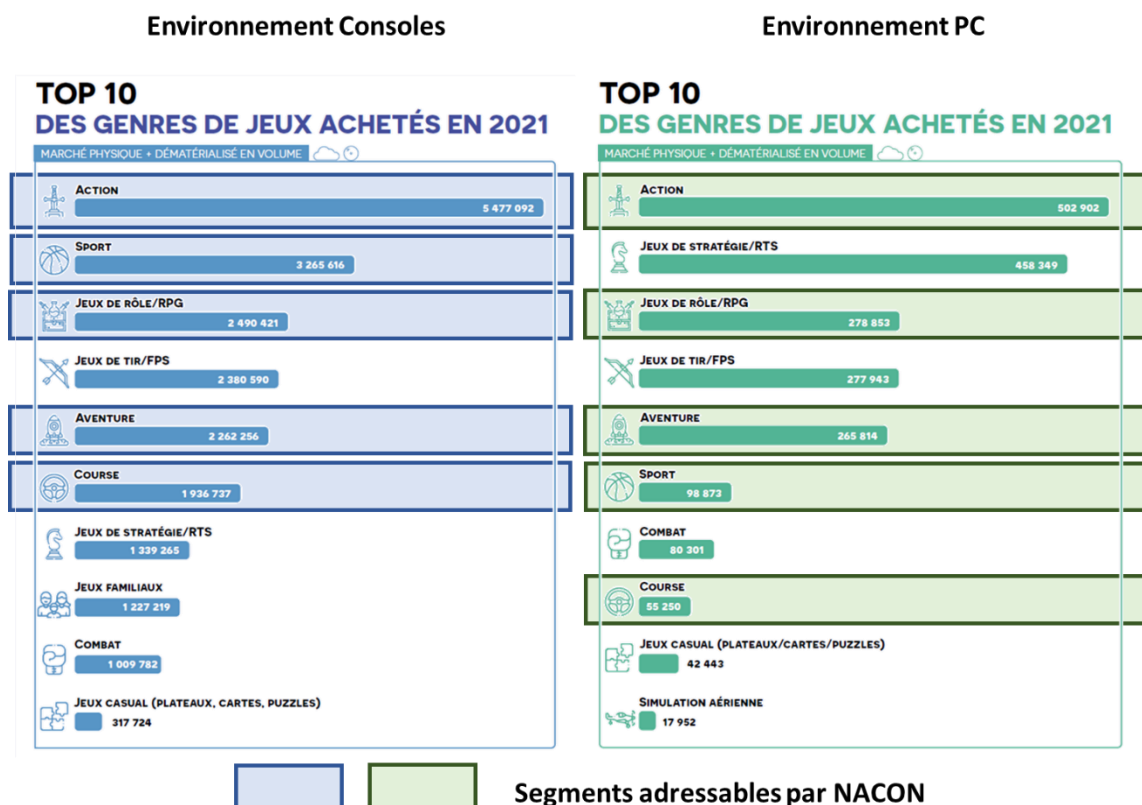 Environnement Consoles
TOP 10
DES GENRES DE JEUX ACHETÉS EN 2021
MARCHÉ PHYSIQUE + DÉMATÉRIALISÉ EN VOLUME
ACTION
5 477 092
SPORT
3 265 616
JEUX DE RÔLE/RPG
2 490 421
JEUX DE TIR/FPS
2 380 590
AVENTURE
2 262 256
COURSE
1 936 737
JEUX DE STRATÉGIE/RTS
1 339 265
JEUX FAMILIAUX
1 227 219
COMBAT
1 009 782
JEUX CASUAL (PLATEAUX, CARTES, PUZZLES)
317 724
Environnement PC
TOP 10
DES GENRES DE JEUX ACHETÉS EN 2021
MARCHÉ PHYSIQUE + DÉMATÉRIALISÉ EN VOLUME
ACTION
502 902
JEUX DE STRATÉGIE/RTS
458 349
JEUX DE RÔLE/RPG
278 853
JEUX DE TIR/FPS
277 943
AVENTURE
265 814
SPORT
98 873
COMBAT
80 301
COURSE
55 250
JEUX CASUAL (PLATEAUX/CARTES/PUZZLES)
42 443
SIMULATION AÉRIENNE
17 952
Segments adressables par NACON